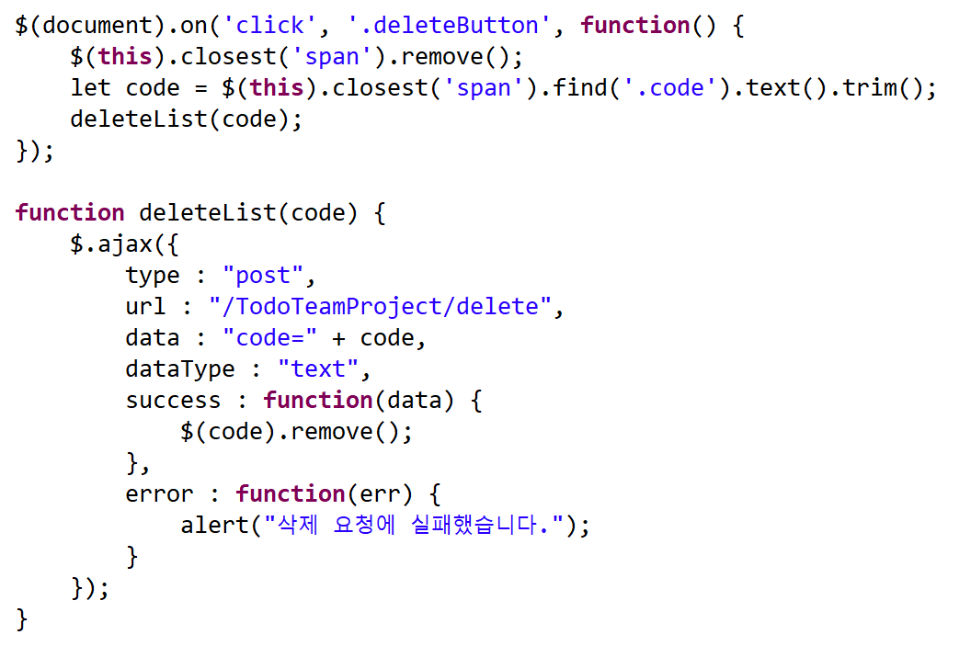 $(document).on('click', '.deleteButton', function() {
    $(this).closest('span').remove();
    let code = $(this).closest('span').find('.code').text().trim();
    deleteList(code);
});

function deleteList(code) {
    $.ajax({
        type : "post",
        url : "/TodoTeamProject/delete",
        data : "code=" + code,
        dataType : "text",
        success : function(data) {
            $(code).remove();
        },
        error : function(err) {
            alert("삭제 요청에 실패했습니다.");
        }
    });
}